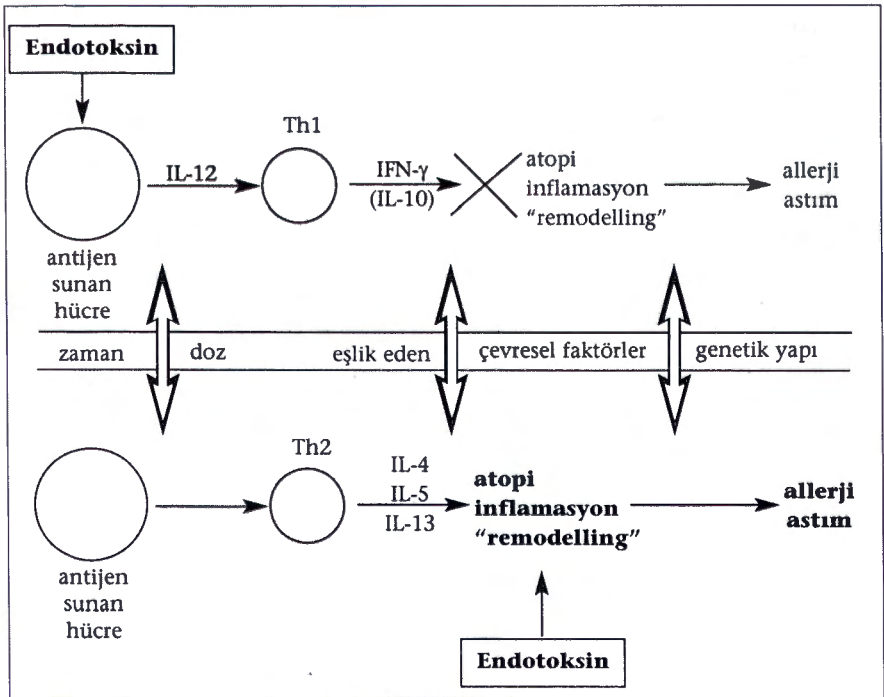 Endotoksin
Th1
IL-12
IFN-γ
(IL-10)
atopi
inflamasyon
“remodelling”
allerji
astım
antijen
sunan
hücre
zaman doz eşlik eden çevresel faktörler genetik yapı
Th2
IL-4
IL-5
IL-13
atopi
inflamasyon
“remodelling”
allerji
astım
antijen
sunan
hücre
Endotoksin